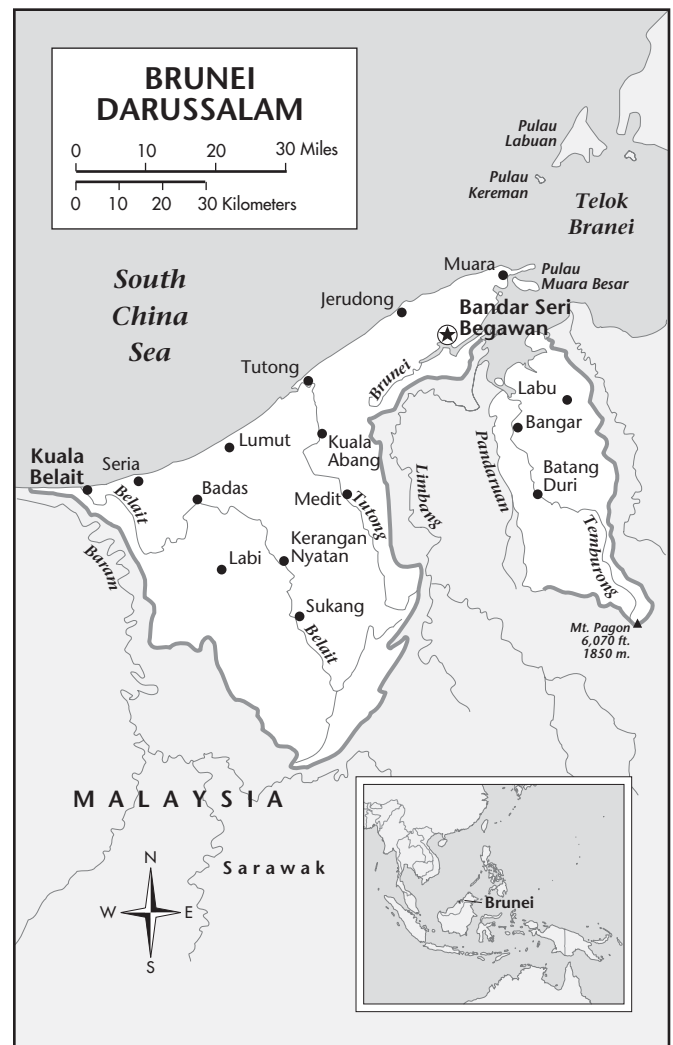 BRUNEI
DARUSSALAM
0 10 20 30 Miles
0 10 20 30 Kilometers
Pulau
Labuan
Pulau
Kereman
Telok
Branei
South
China
Sea
Muara
Pulau
Muara Besar
Jerudong
Bandar Seri
Begawan
Tutong
Brunei
Labu
Bangar
Lumut
Kuala
Abang
Kuala
Belait
Seria
Belait
Badas
Medit
Tutong
Limbang
Pandaruan
Batang
Duri
Temburong
Baram
Labi
Kerangan
Nyatan
Sukang
Belait
Mt. Pagon
6,070 ft.
1850 m.
MALAYSIA
Sarawak
N
W E
S
Brunei